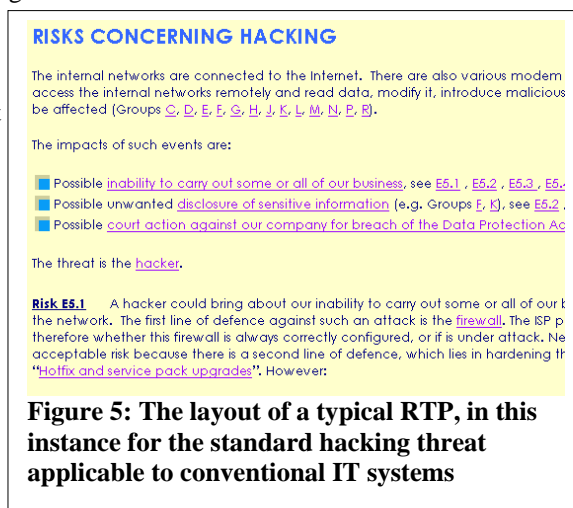 RISKS CONCERNING HACKING
The internal networks are connected to the Internet. There are also various modem
access the internal networks remotely and read data, modify it, introduce malicious
be affected (Groups C, D, E, F, G, H, J, K, L, M, N, P, R).
The impacts of such events are:
Possible inability to carry out some or all of our business, see E5.1 , E5.2 , E5.3 , E5.4
Possible unwanted disclosure of sensitive information (e.g. Groups F, K), see E5.2 ,
Possible court action against our company for breach of the Data Protection Ac
The threat is the hacker.
Risk E5.1 A hacker could bring about our inability to carry out some or all of our b
the network. The first line of defence against such an attack is the firewall. The ISP p
therefore whether this firewall is always correctly configured, or if is under attack. Ne
acceptable risk because there is a second line of defence, which lies in hardening th
“Hotfix and service pack upgrades”. However:
Figure 5: The layout of a typical RTP, in this
instance for the standard hacking threat
applicable to conventional IT systems